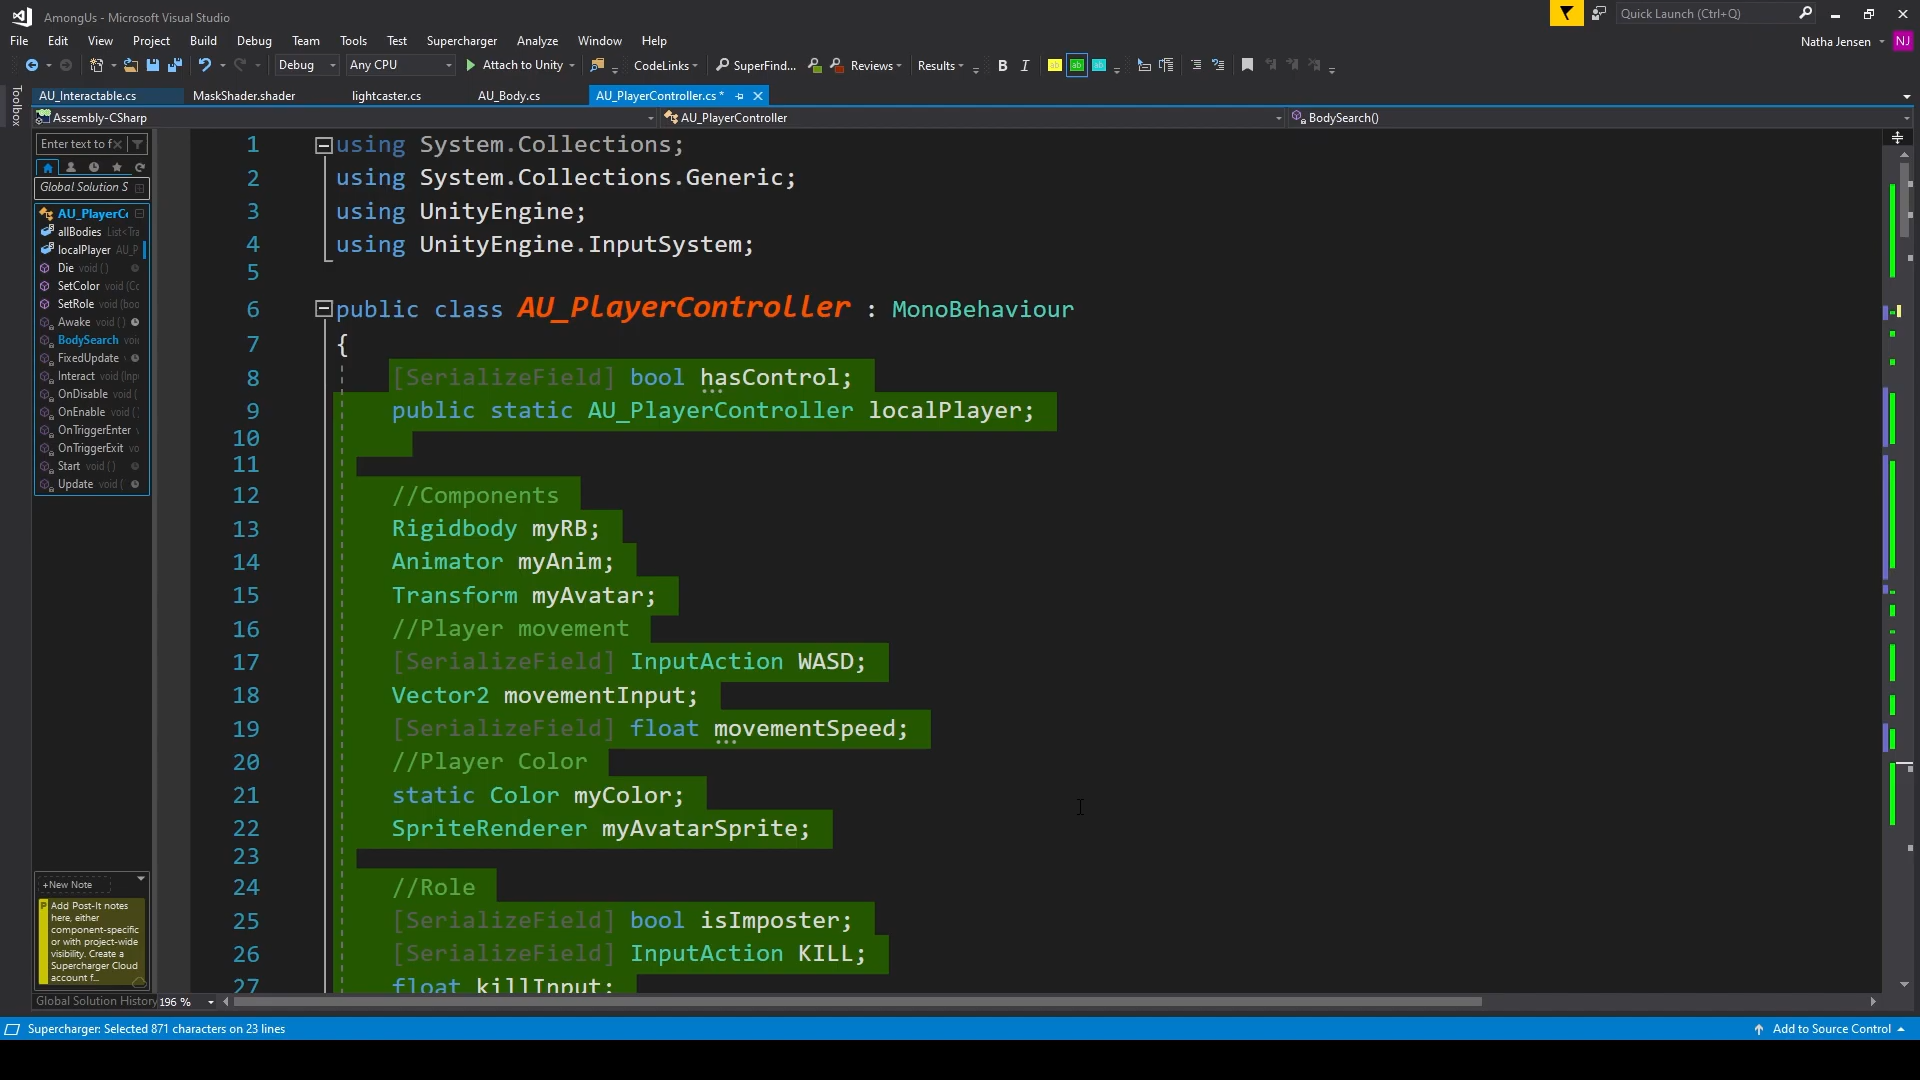 AmongUs - Microsoft Visual Studio
Quick Launch (Ctrl+Q)
File Edit View Project Build Debug Team Tools Test Supercharger Analyze Window Help
Natha Jensen NJ
Debug Any CPU Attach to Unity CodeLinks SuperFind... Reviews Results B I
AU_Interactable.cs MaskShader.shader lightcaster.cs AU_Body.cs AU_PlayerController.cs *
Toolbox
Assembly-CSharp AU_PlayerController BodySearch()
Enter text to f
Global Solution S
AU_PlayerCo
allBodies List<Tra
localPlayer AU_P
Die void ()
SetColor void (Co
SetRole void (boo
Awake void ()
BodySearch void
FixedUpdate
Interact void (Inp
OnDisable void (
OnEnable void (
OnTriggerEnter
OnTriggerExit vo
Start void ()
Update void (
+New Note
Add Post-It notes
here, either
component-specific
or with project-wide
visibility. Create a
Supercharger Cloud
account f...
Global Solution History
1 using System.Collections;
2 using System.Collections.Generic;
3 using UnityEngine;
4 using UnityEngine.InputSystem;
5
6 public class AU_PlayerController : MonoBehaviour
7 {
8 [SerializeField] bool hasControl;
9 public static AU_PlayerController localPlayer;
10
11
12 //Components
13 Rigidbody myRB;
14 Animator myAnim;
15 Transform myAvatar;
16 //Player movement
17 [SerializeField] InputAction WASD;
18 Vector2 movementInput;
19 [SerializeField] float movementSpeed;
20 //Player Color
21 static Color myColor;
22 SpriteRenderer myAvatarSprite;
23
24 //Role
25 [SerializeField] bool isImposter;
26 [SerializeField] InputAction KILL;
27 float killInput;
196 %
Supercharger: Selected 871 characters on 23 lines
Add to Source Control